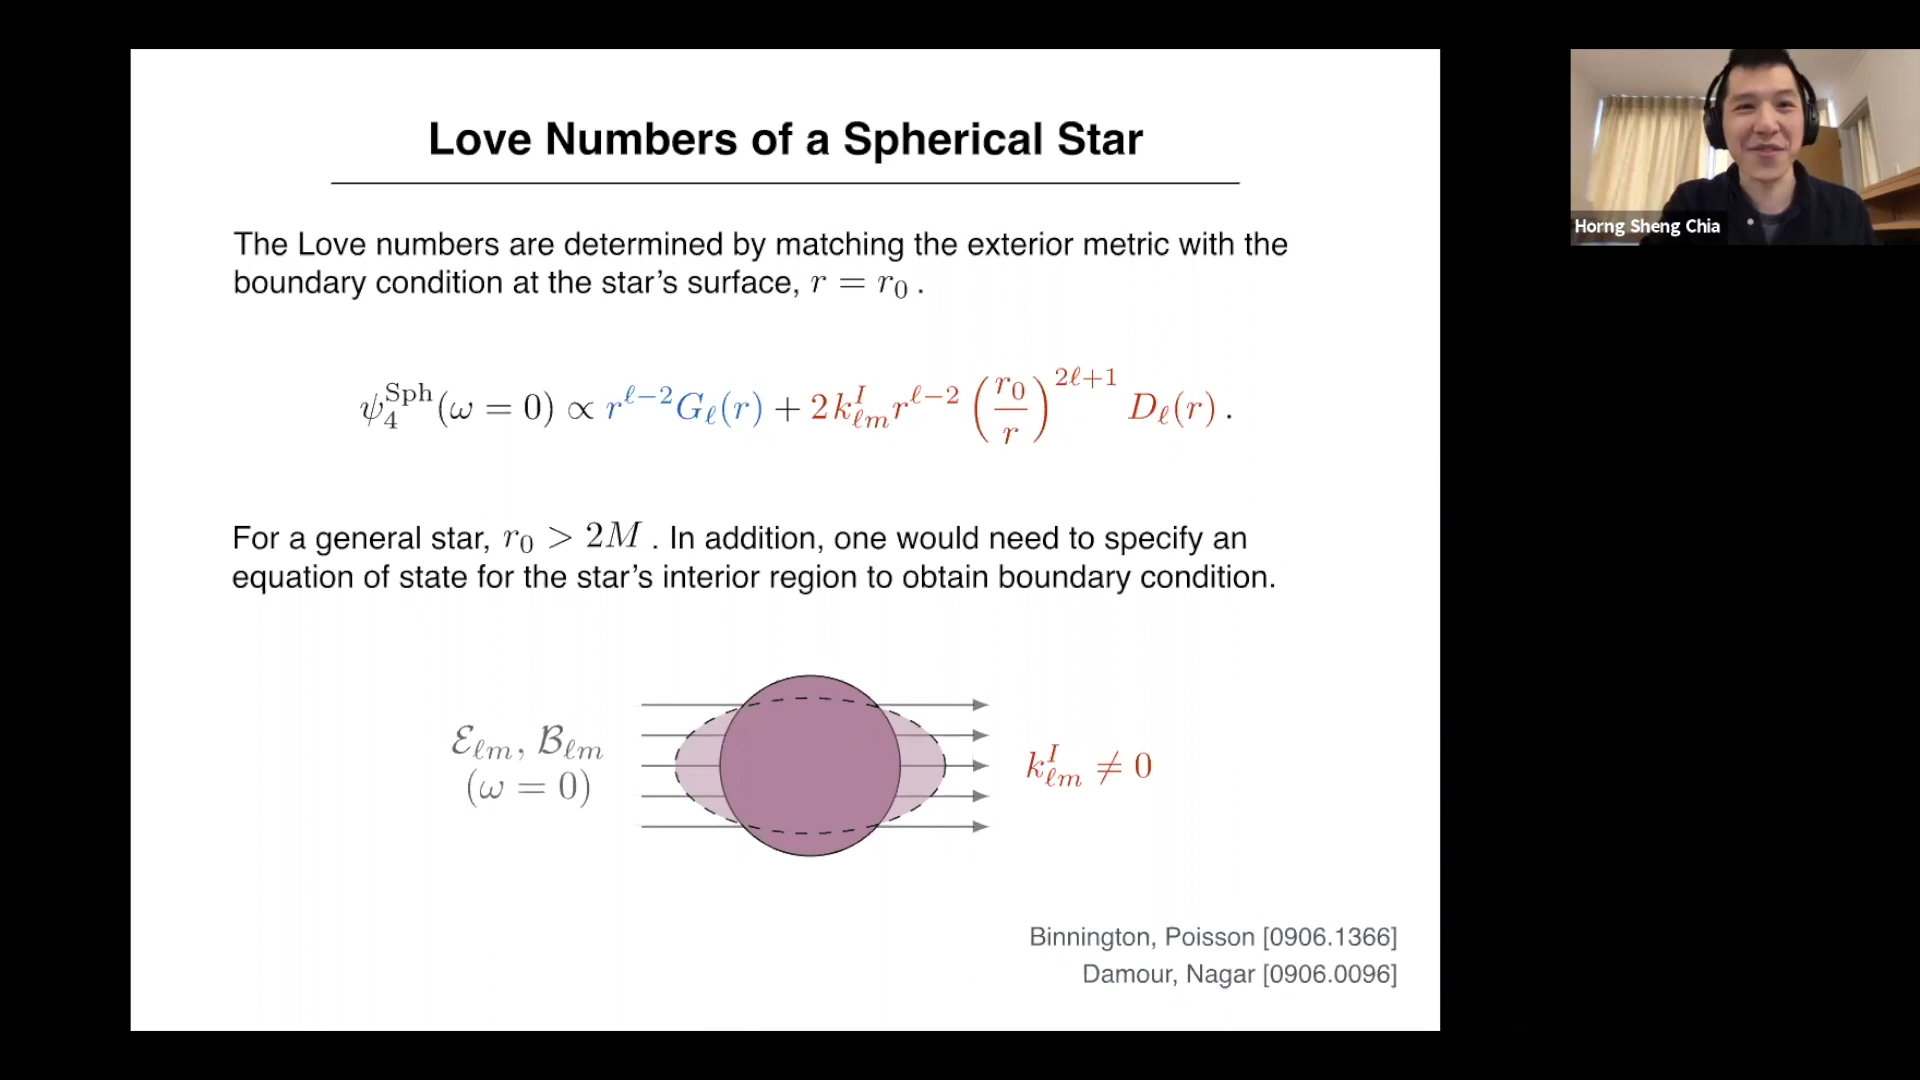 Love Numbers of a Spherical Star
The Love numbers are determined by matching the exterior metric with the
boundary condition at the star's surface, r = r₀ .
ψ₄^Sph(ω = 0) ∝ r^{ℓ−2}G_ℓ(r) + 2k^I_{ℓm}r^{ℓ−2} (r₀/r)^{2ℓ+1} D_ℓ(r) .
For a general star, r₀ > 2M . In addition, one would need to specify an
equation of state for the star's interior region to obtain boundary condition.
ℰ_{ℓm}, ℬ_{ℓm}
(ω = 0)
k^I_{ℓm} ≠ 0
Binnington, Poisson [0906.1366]
Damour, Nagar [0906.0096]
Horng Sheng Chia